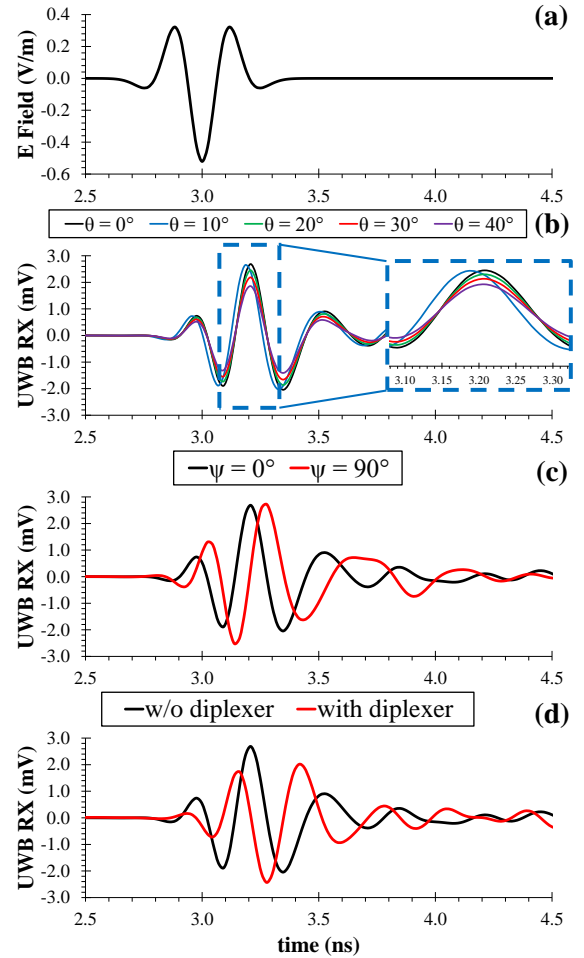 (a)
E Field (V/m)
0.4
0.2
0.0
-0.2
-0.4
-0.6
2.5 3.0 3.5 4.0 4.5
θ = 0° θ = 10° θ = 20° θ = 30° θ = 40°
(b)
UWB RX (mV)
3.0
2.0
1.0
0.0
-1.0
-2.0
-3.0
3.10 3.15 3.20 3.25 3.30
2.5 3.0 3.5 4.0 4.5
ψ = 0° ψ = 90°
(c)
UWB RX (mV)
3.0
2.0
1.0
0.0
-1.0
-2.0
-3.0
2.5 3.0 3.5 4.0 4.5
w/o diplexer with diplexer
(d)
UWB RX (mV)
3.0
2.0
1.0
0.0
-1.0
-2.0
-3.0
2.5 3.0 3.5 4.0 4.5
time (ns)